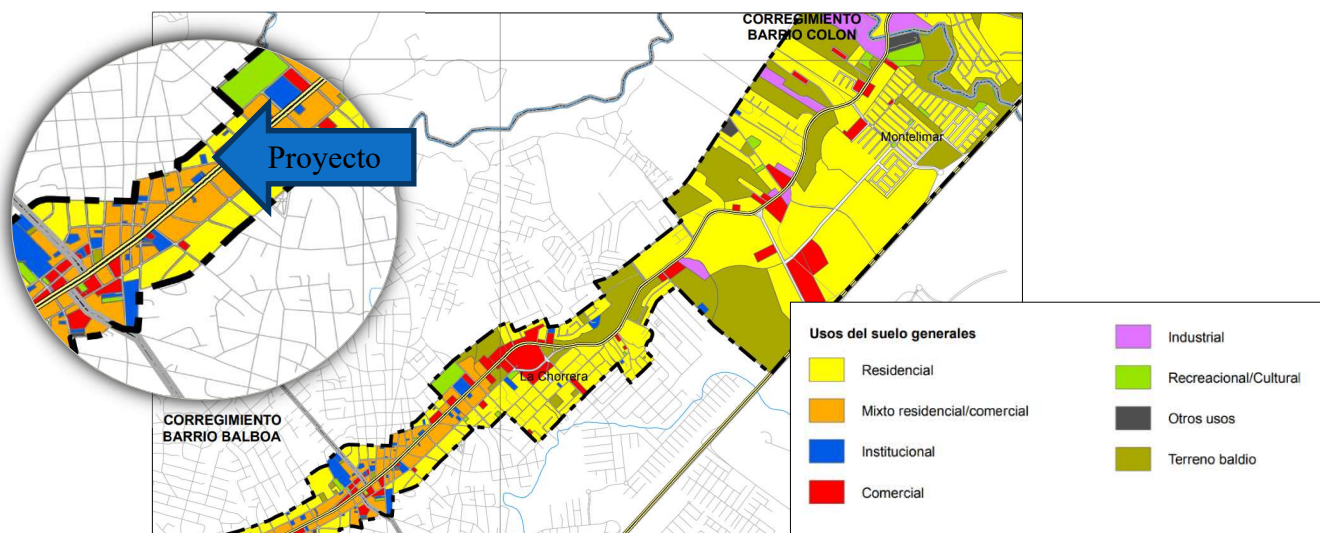 CORREGIMIENTO
BARRIO COLON
Proyecto
Montelimar
La Chorrera
CORREGIMIENTO
BARRIO BALBOA
Usos del suelo generales
Residencial
Mixto residencial/comercial
Institucional
Comercial
Industrial
Recreacional/Cultural
Otros usos
Terreno baldio